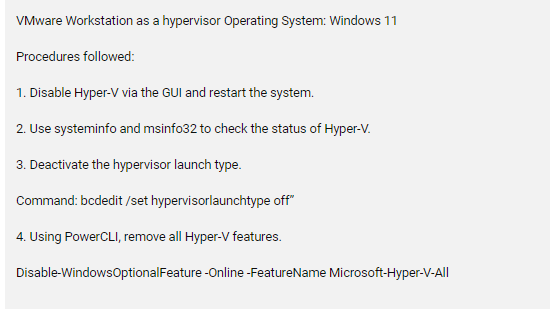 VMware Workstation as a hypervisor Operating System: Windows 11
Procedures followed:
1. Disable Hyper-V via the GUI and restart the system.
2. Use systeminfo and msinfo32 to check the status of Hyper-V.
3. Deactivate the hypervisor launch type.
Command: bcdedit /set hypervisorlaunchtype off”
4. Using PowerCLI, remove all Hyper-V features.
Disable-WindowsOptionalFeature -Online -FeatureName Microsoft-Hyper-V-All